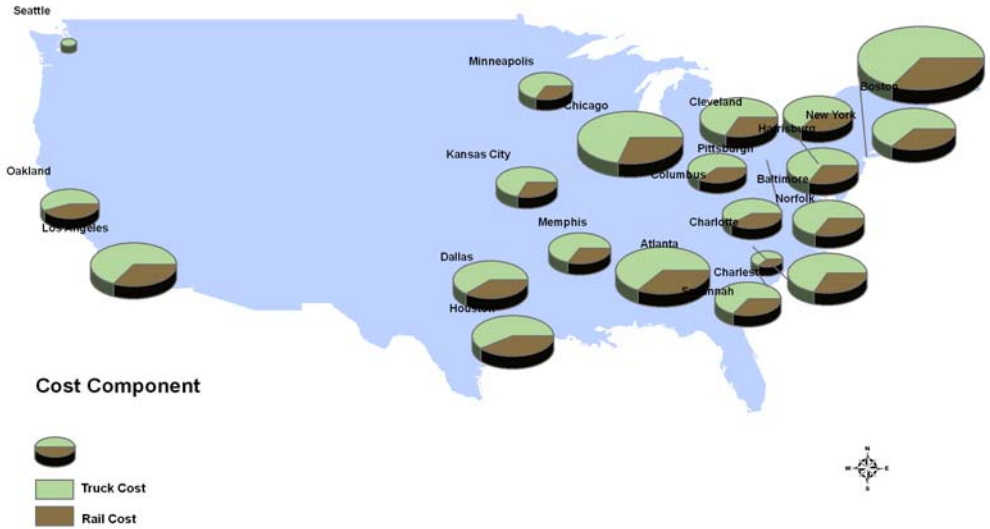 Seattle
Minneapolis
Boston
Chicago
Cleveland
New York
Harrisburg
Kansas City
Pittsburgh
Oakland
Columbus
Baltimore
Norfolk
Los Angeles
Memphis
Charlotte
Atlanta
Dallas
Savannah
Houston
Cost Component
N
W
E
S
Truck Cost
Rail Cost